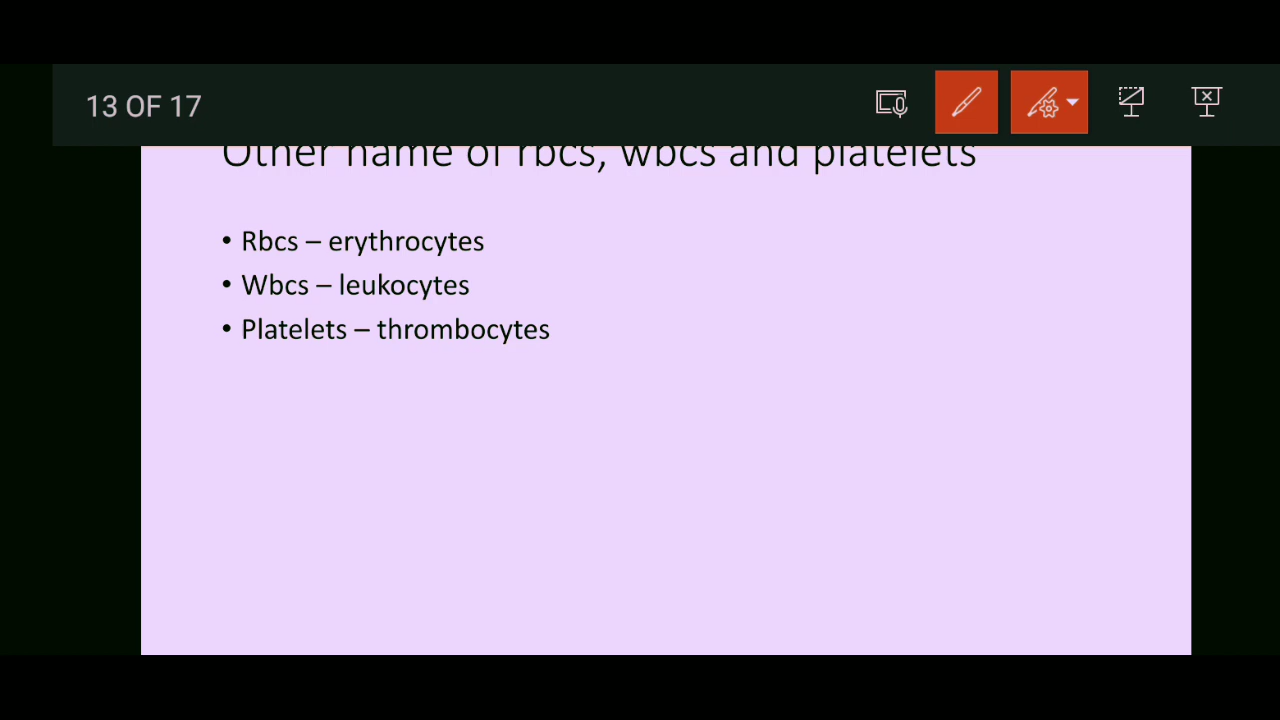 13 OF 17
Other name of rbcs, wbcs and platelets
• Rbcs – erythrocytes
• Wbcs – leukocytes
• Platelets – thrombocytes